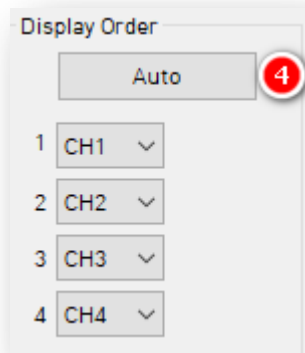 Display Order
Auto 4
1 CH1
2 CH2
3 CH3
4 CH4